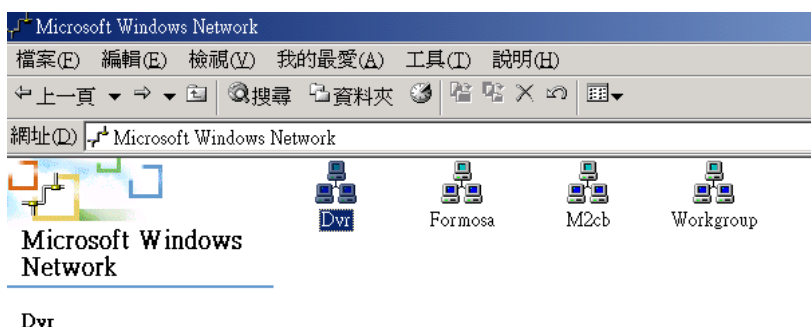 Microsoft Windows Network
檔案(F) 編輯(E) 檢視(V) 我的最愛(A) 工具(T) 說明(H)
上一頁 搜尋 資料夾
網址(D) Microsoft Windows Network
Dvr Formosa M2cb Workgroup
Microsoft Windows
Network
Dvr